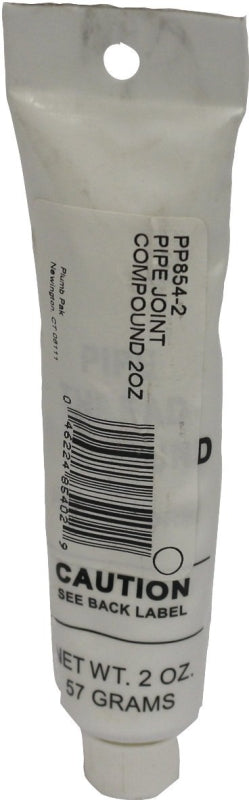 PP854-2
PIPE JOINT
COMPOUND 2OZ
Plumb Pak
Newington, CT 06111
0 46224 85402 9
D
CAUTION
SEE BACK LABEL
NET WT. 2 OZ.
57 GRAMS